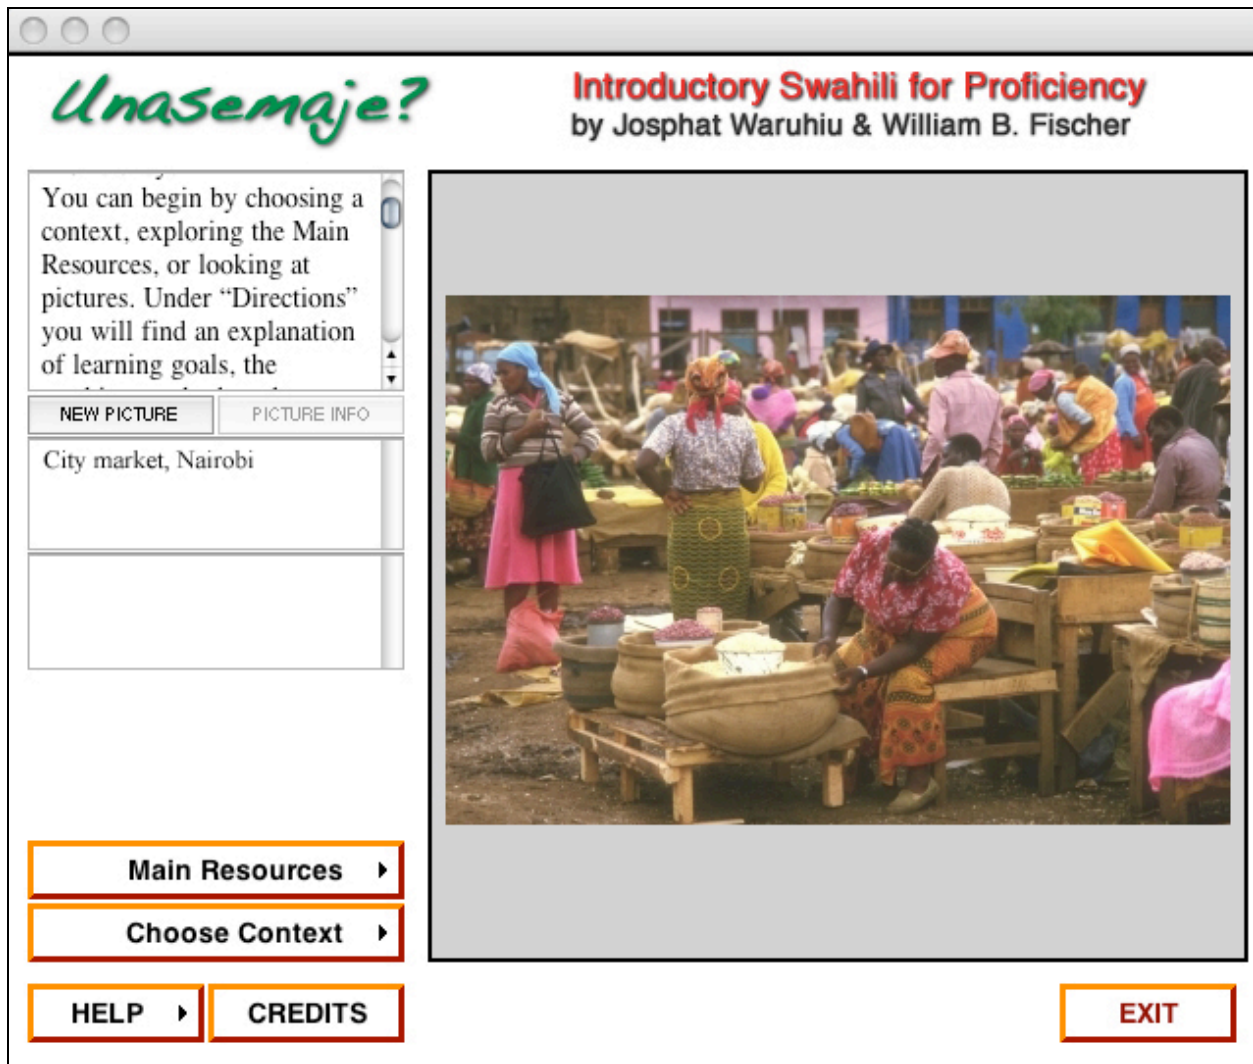 Unasemaje?
Introductory Swahili for Proficiency
by Josphat Waruhiu & William B. Fischer
You can begin by choosing a
context, exploring the Main
Resources, or looking at
pictures. Under “Directions”
you will find an explanation
of learning goals, the
NEW PICTURE
PICTURE INFO
City market, Nairobi
Main Resources
Choose Context
HELP
CREDITS
EXIT